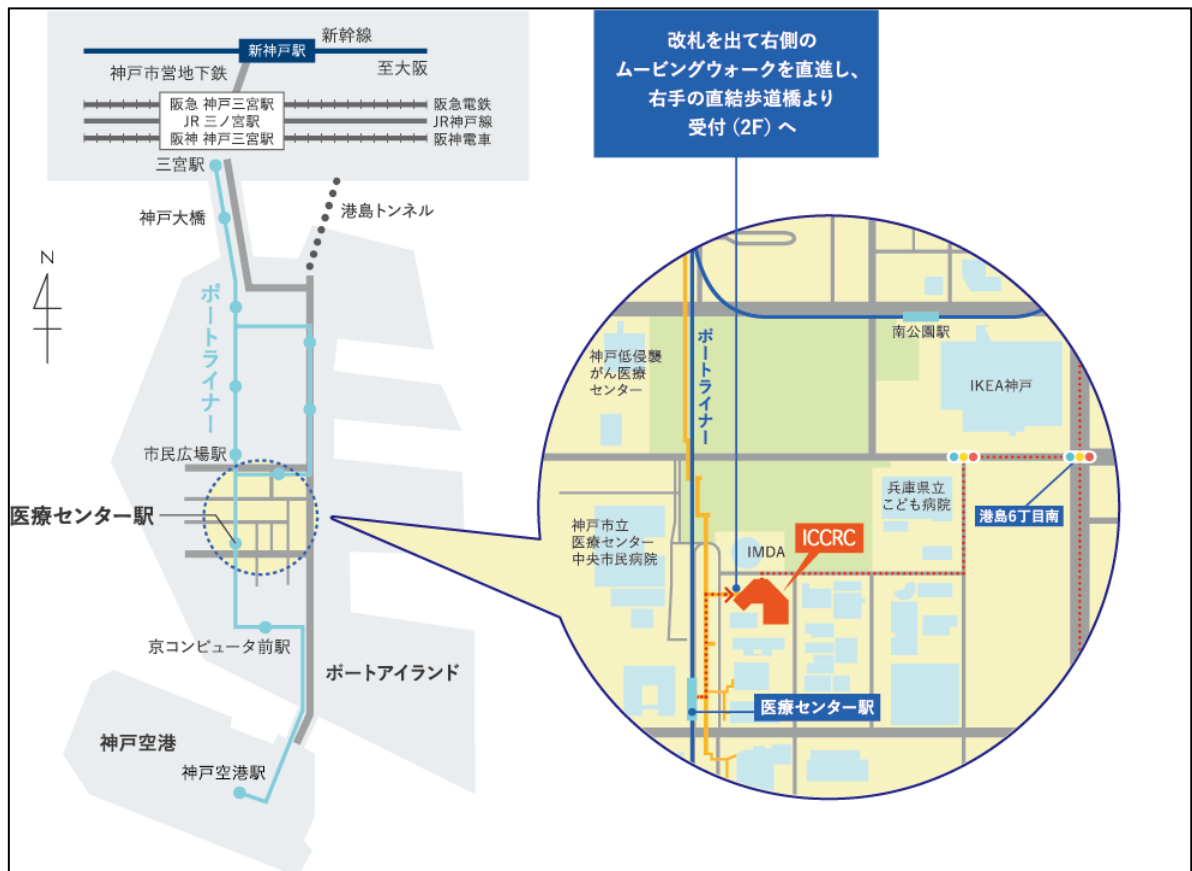 新幹線
新神戸駅
神戸市営地下鉄
至大阪
阪急 神戸三宮駅
阪急電鉄
JR 三ノ宮駅
JR神戸線
阪神 神戸三宮駅
阪神電車
三宮駅
神戸大橋
港島トンネル
N
ポートライナー
市民広場駅
医療センター駅
京コンピュータ前駅
ポートアイランド
神戸空港
神戸空港駅
改札を出て右側の
ムービングウォークを直進し、
右手の直結歩道橋より
受付（2F）へ
南公園駅
ポートライナー
神戸低侵襲
がん医療
センター
IKEA神戸
兵庫県立
こども病院
港島6丁目南
神戸市立
医療センター
中央市民病院
IMDA
ICCRC
医療センター駅